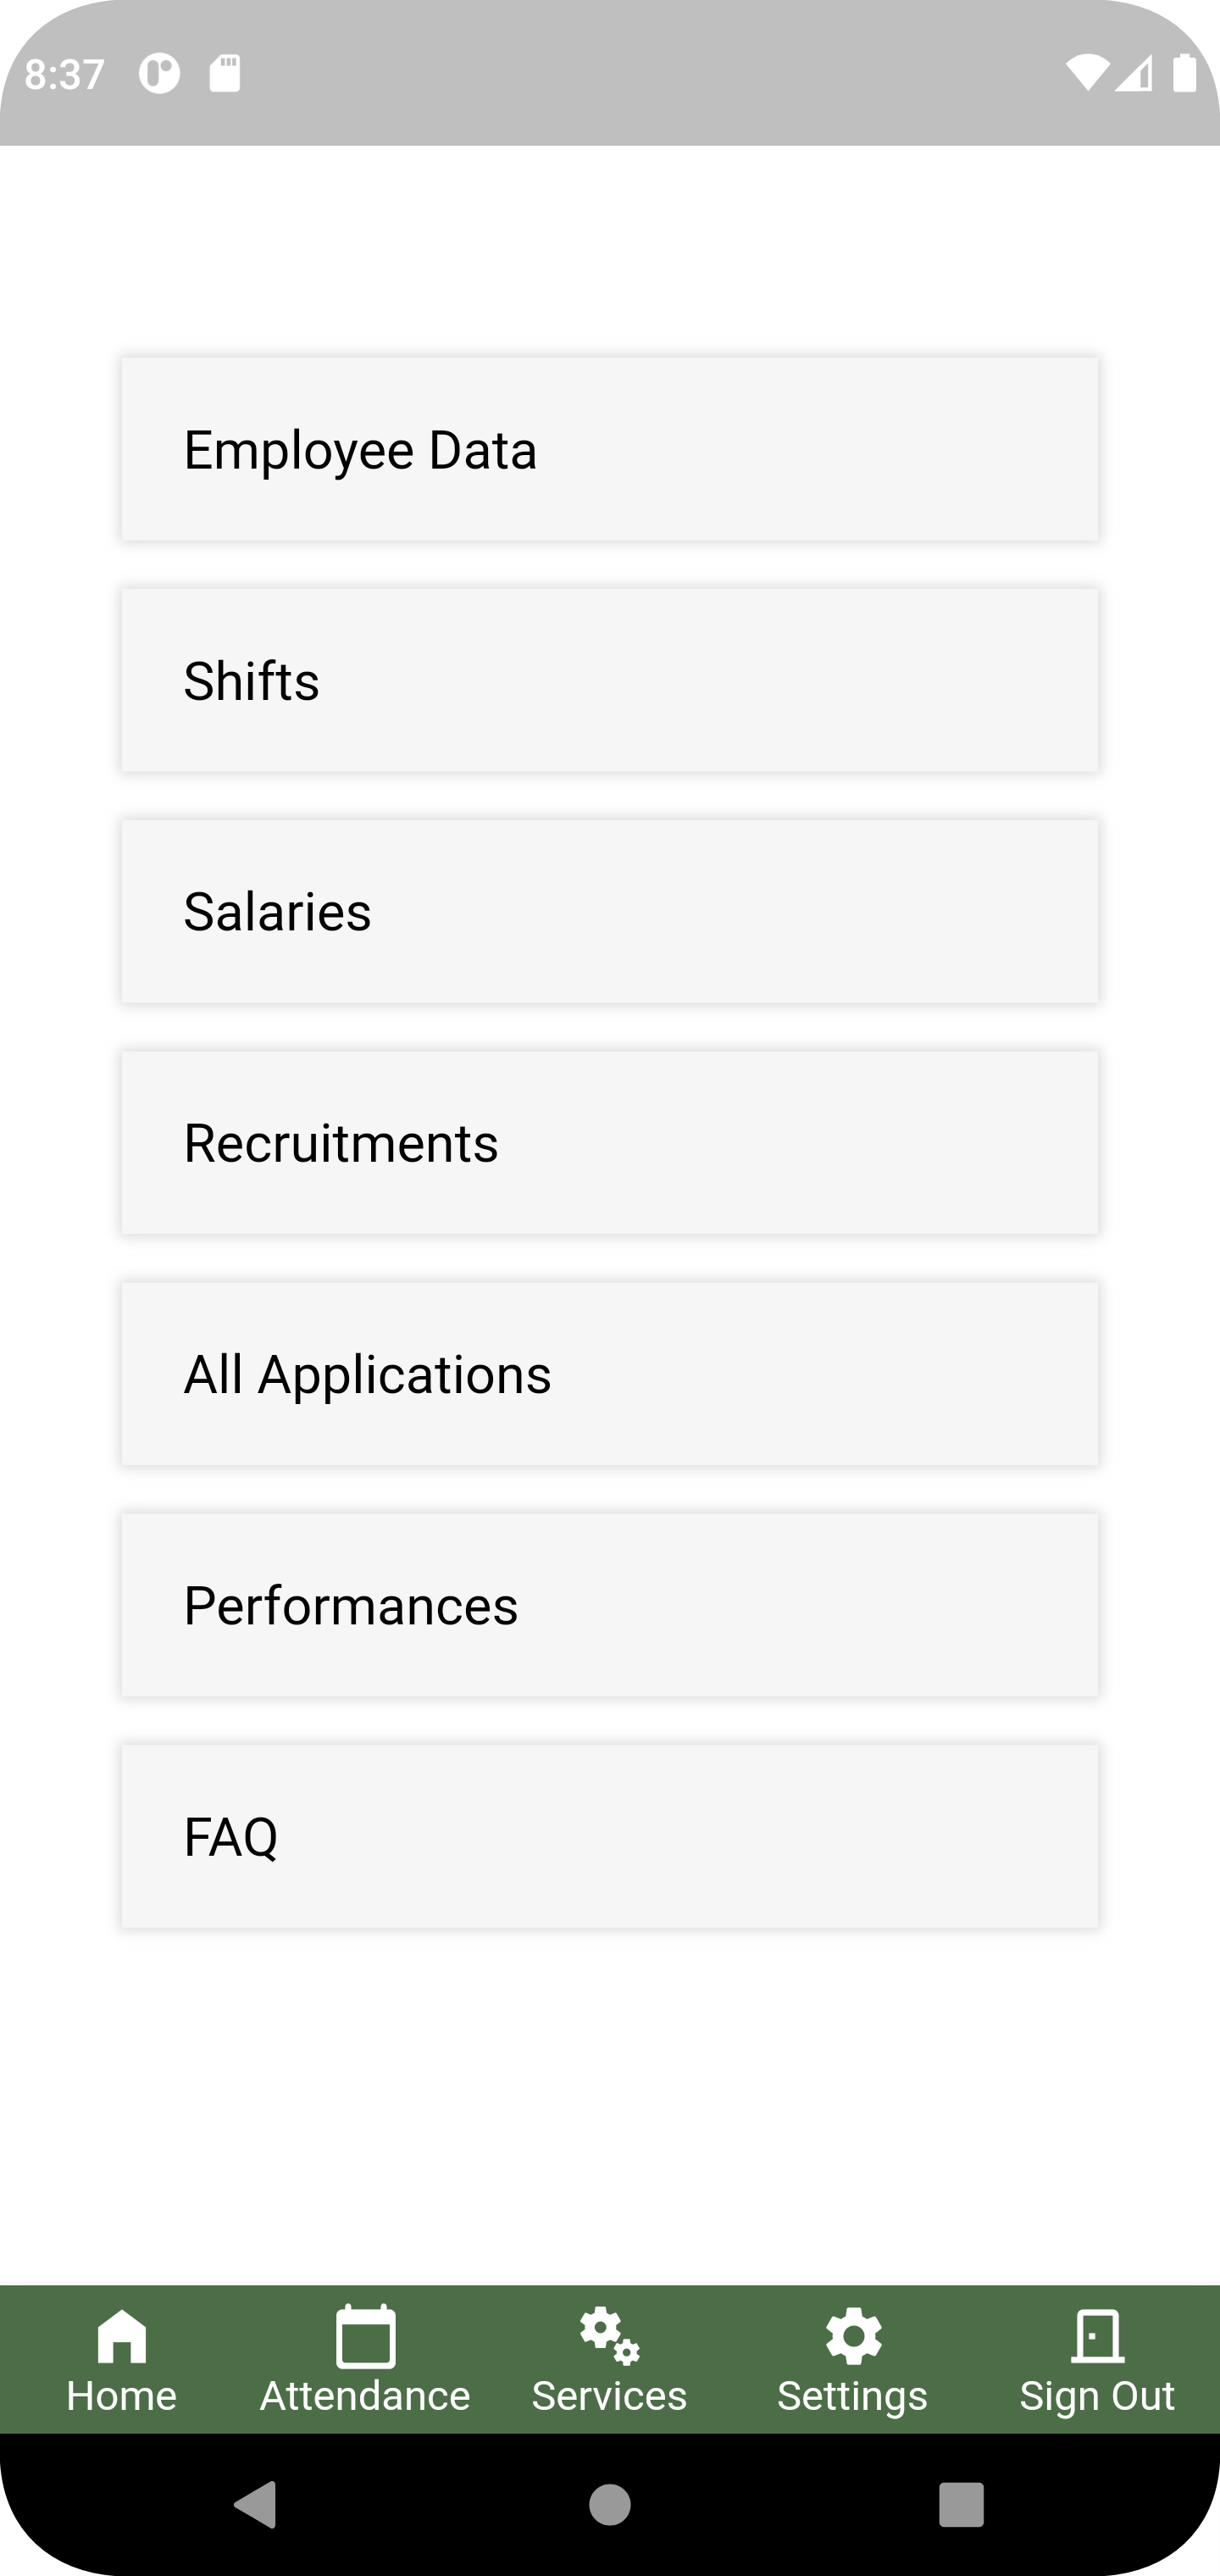 8:37
Employee Data
Shifts
Salaries
Recruitments
All Applications
Performances
FAQ
Home Attendance Services Settings Sign Out